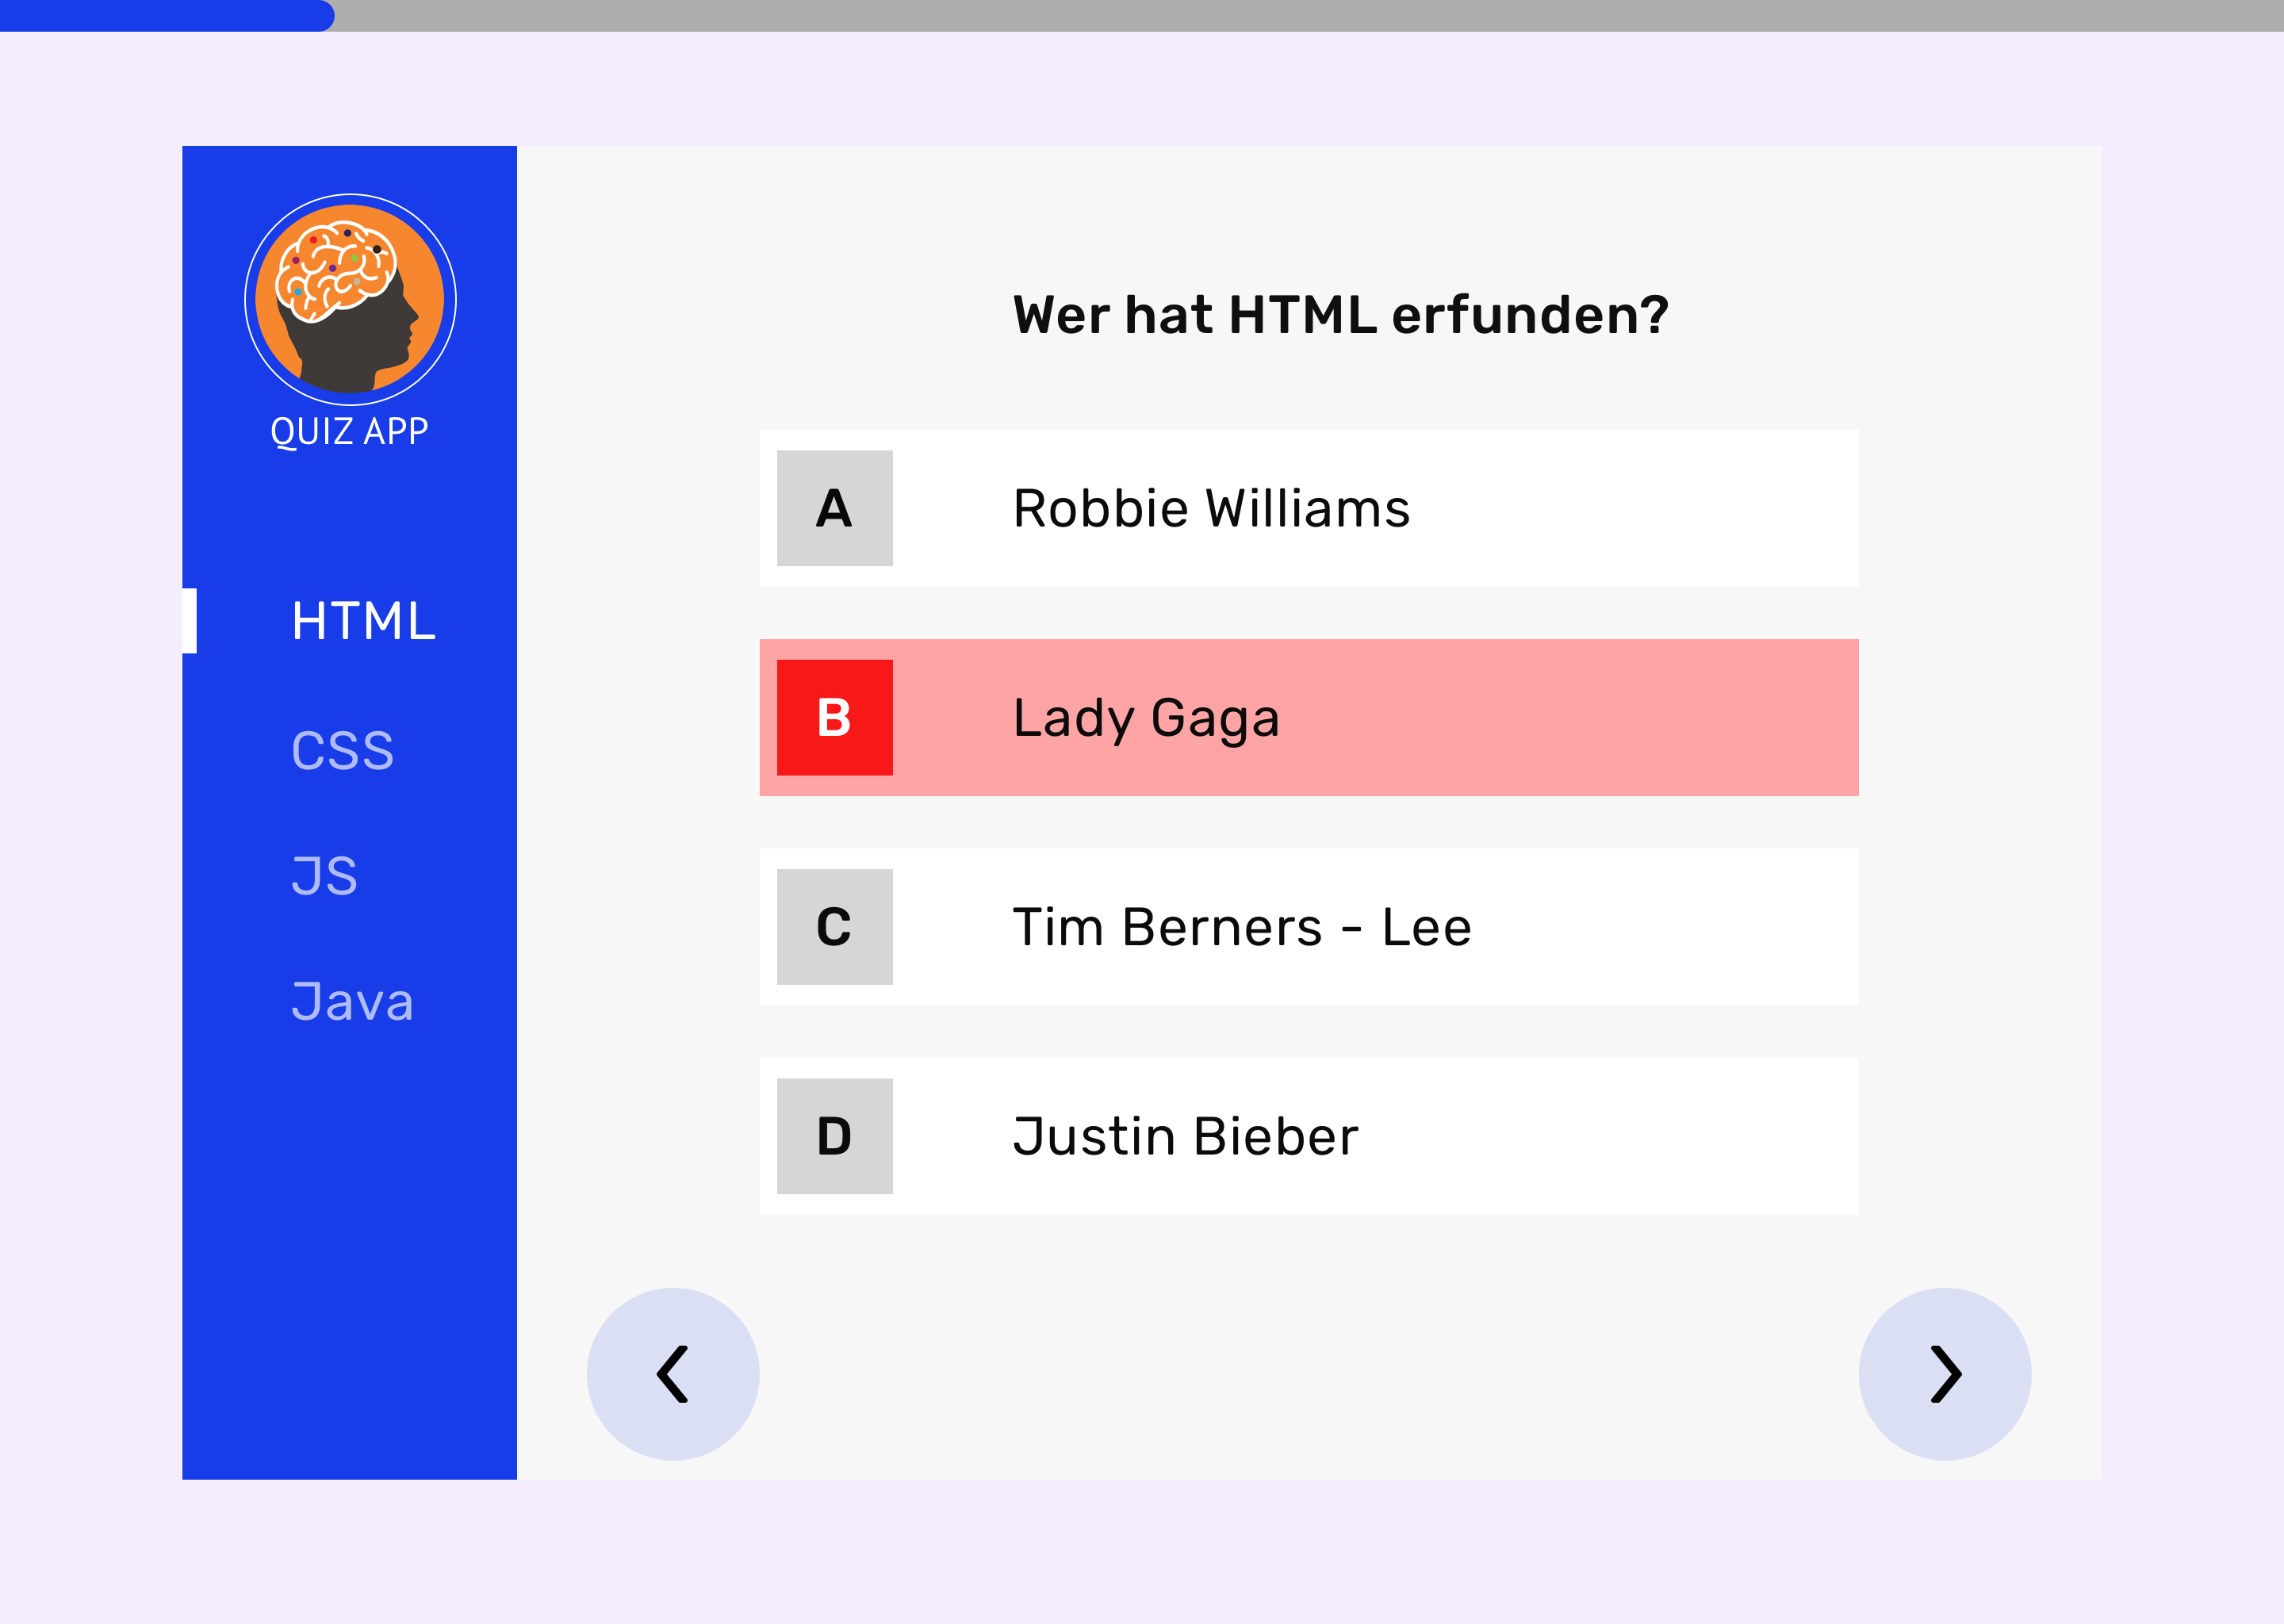 QUIZ APP
HTML
CSS
JS
Java
Wer hat HTML erfunden?
A Robbie Williams
B Lady Gaga
C Tim Berners - Lee
D Justin Bieber